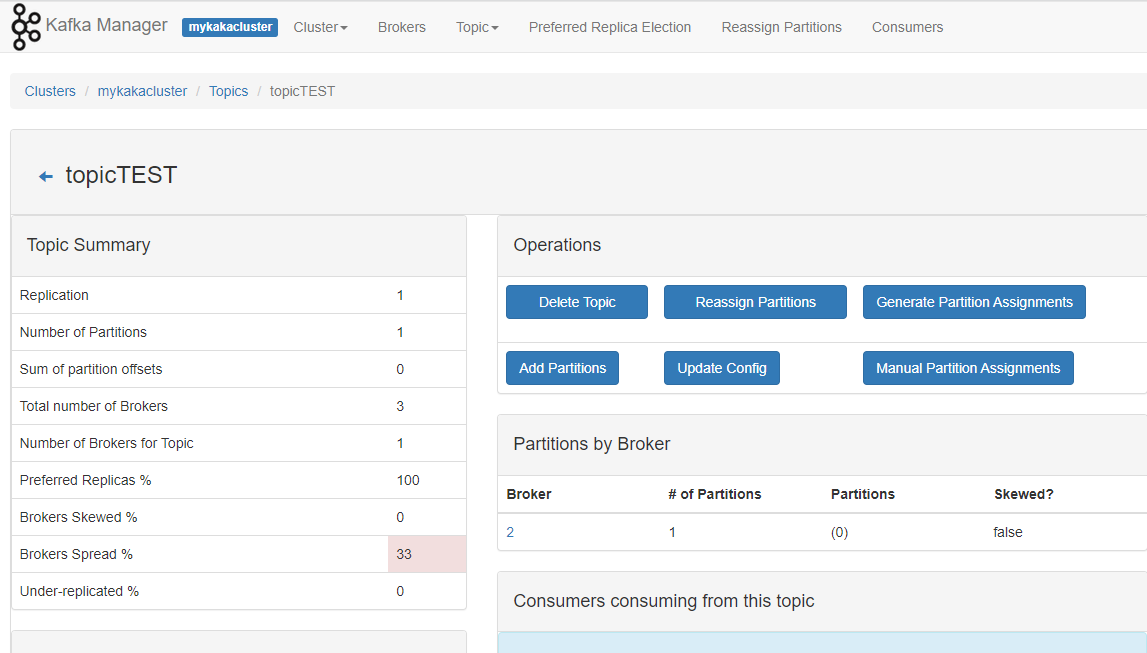 Kafka Manager mykakacluster Cluster Brokers Topic Preferred Replica Election Reassign Partitions Consumers
Clusters / mykakacluster / Topics / topicTEST
topicTEST
Topic Summary
Replication 1
Number of Partitions 1
Sum of partition offsets 0
Total number of Brokers 3
Number of Brokers for Topic 1
Preferred Replicas % 100
Brokers Skewed % 0
Brokers Spread % 33
Under-replicated % 0
Operations
Delete Topic Reassign Partitions Generate Partition Assignments
Add Partitions Update Config Manual Partition Assignments
Partitions by Broker
Broker # of Partitions Partitions Skewed?
2 1 (0) false
Consumers consuming from this topic